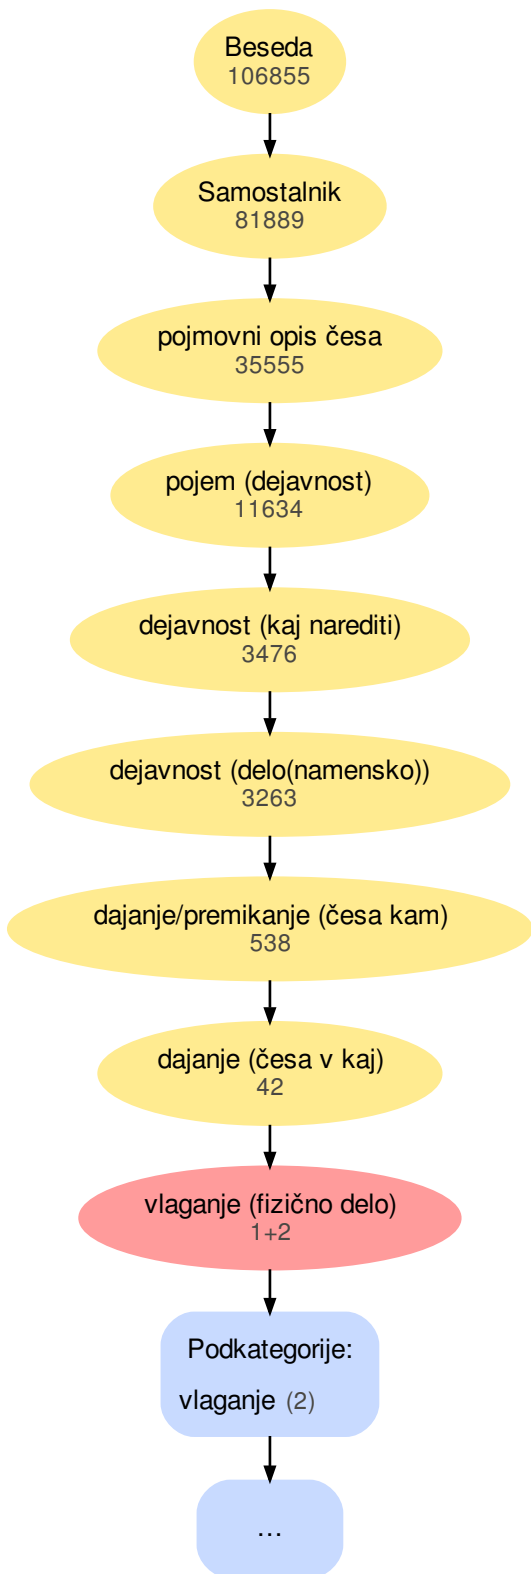 Beseda
106855
Samostalnik
81889
pojmovni opis česa
35555
pojem (dejavnost)
11634
dejavnost (kaj narediti)
3476
dejavnost (delo(namensko))
3263
dajanje/premikanje (česa kam)
538
dajanje (česa v kaj)
42
vlaganje (fizično delo)
1+2
Podkategorije:
vlaganje (2)
...